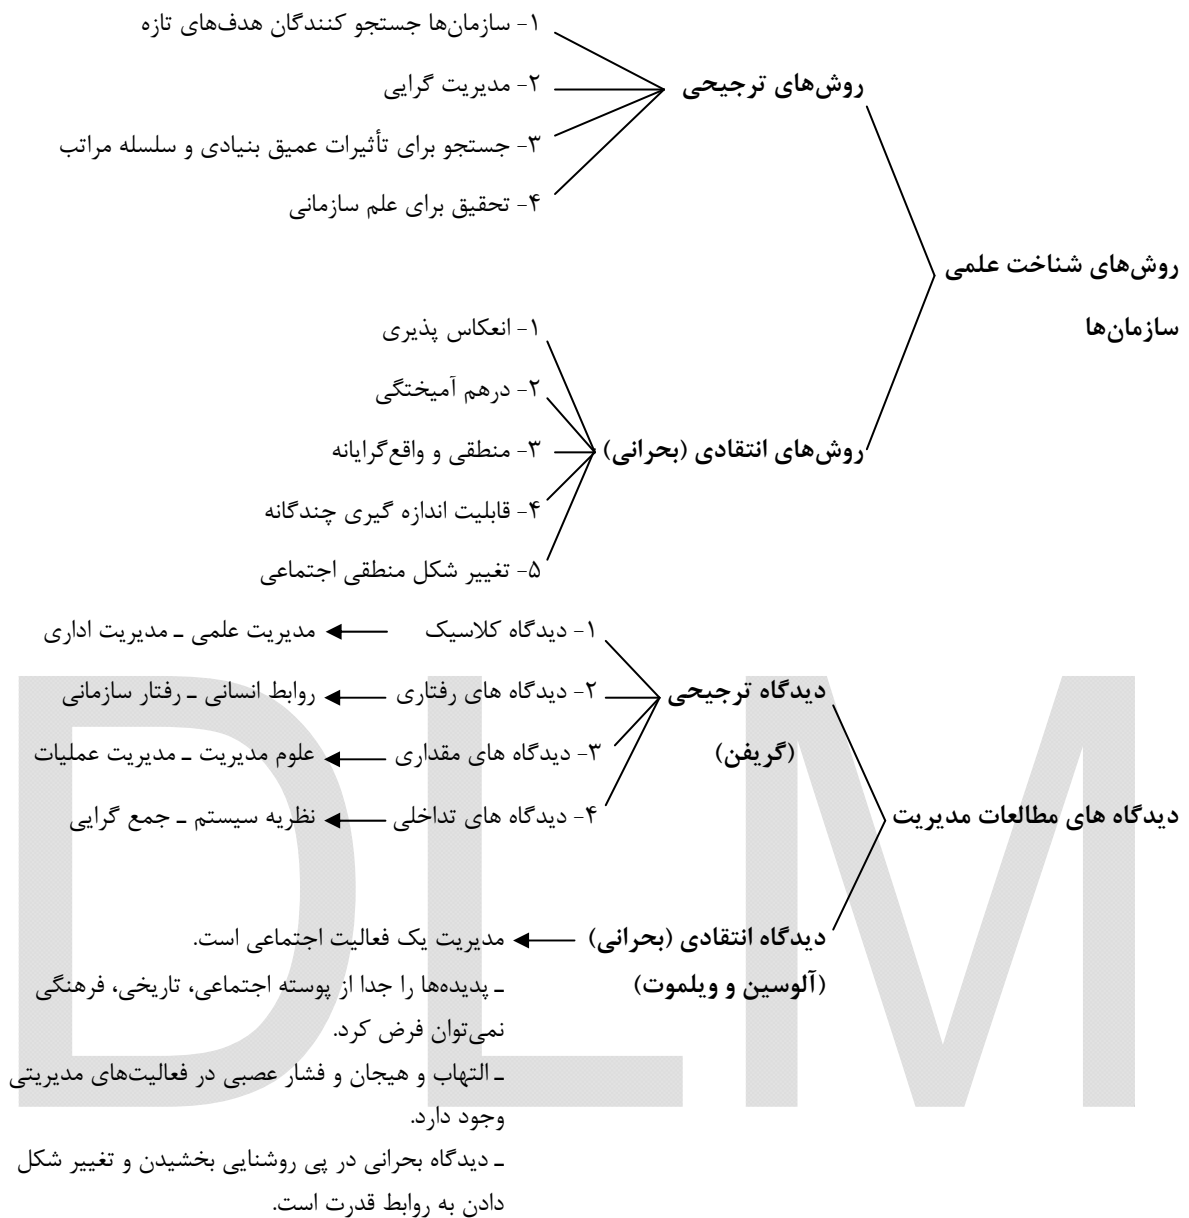 روش‌های شناخت علمی
سازمان‌ها
روش‌های ترجیحی
۱- سازمان‌ها جستجو کنندگان هدف‌های تازه
۲- مدیریت گرایی
۳- جستجو برای تأثیرات عمیق بنیادی و سلسله مراتب
۴- تحقیق برای علم سازمانی
روش‌های انتقادی (بحرانی)
۱- انعکاس پذیری
۲- درهم آمیختگی
۳- منطقی و واقع‌گرایانه
۴- قابلیت اندازه گیری چندگانه
۵- تغییر شکل منطقی اجتماعی
دیدگاه های مطالعات مدیریت
دیدگاه ترجیحی
(گریفن)
۱- دیدگاه کلاسیک مدیریت علمی ـ مدیریت اداری
۲- دیدگاه های رفتاری روابط انسانی ـ رفتار سازمانی
۳- دیدگاه های مقداری علوم مدیریت ـ مدیریت عملیات
۴- دیدگاه های تداخلی نظریه سیستم ـ جمع گرایی
دیدگاه انتقادی (بحرانی)
(آلوسین و ویلموت)
مدیریت یک فعالیت اجتماعی است.
ـ پدیده‌ها را جدا از پوسته اجتماعی، تاریخی، فرهنگی
نمی‌توان فرض کرد.
ـ التهاب و هیجان و فشار عصبی در فعالیت‌های مدیریتی
وجود دارد.
ـ دیدگاه بحرانی در پی روشنایی بخشیدن و تغییر شکل
دادن به روابط قدرت است.
DLM